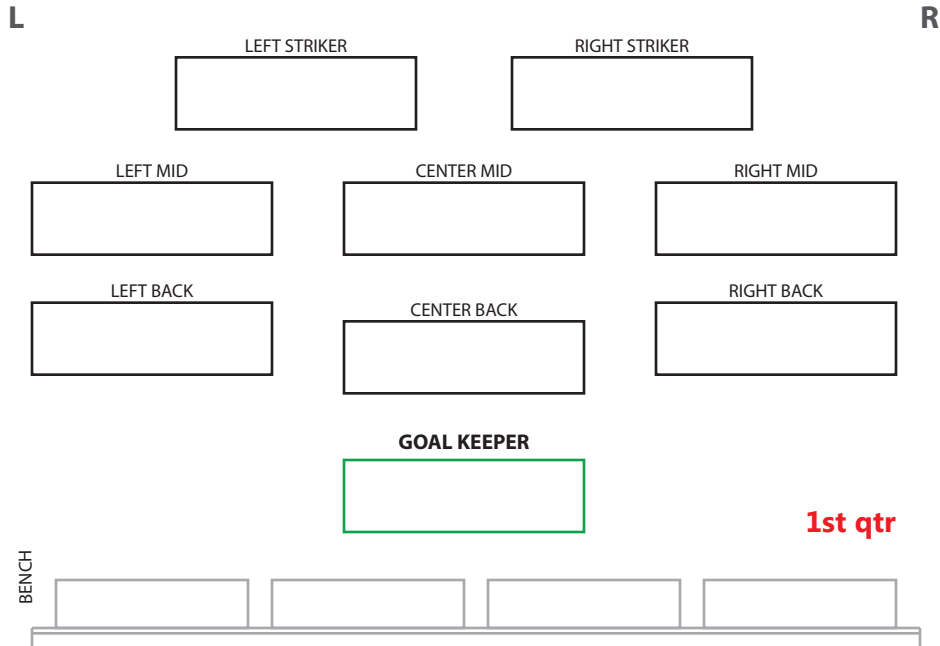 L
R
LEFT STRIKER
RIGHT STRIKER
LEFT MID
CENTER MID
RIGHT MID
LEFT BACK
CENTER BACK
RIGHT BACK
GOAL KEEPER
1st qtr
BENCH